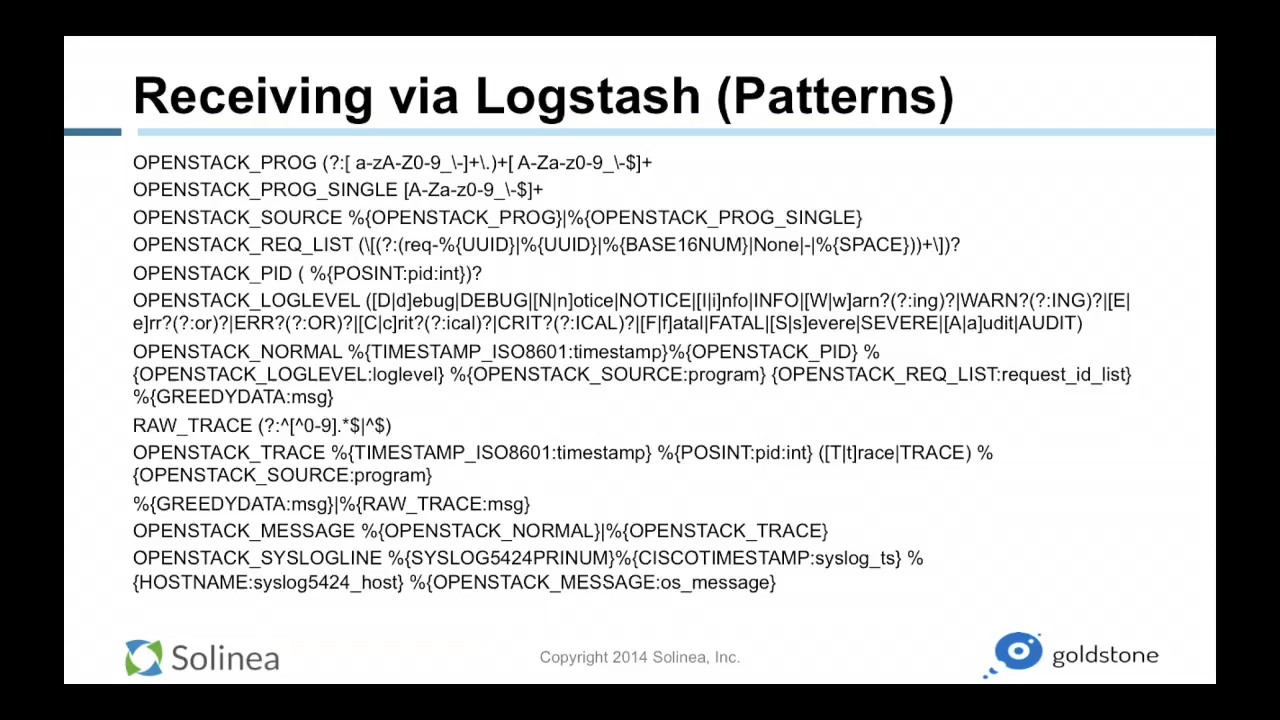 Receiving via Logstash (Patterns)
OPENSTACK_PROG (?:[ a-zA-Z0-9_\-]+\.)+[ A-Za-z0-9_\-$]+
OPENSTACK_PROG_SINGLE [A-Za-z0-9_\-$]+
OPENSTACK_SOURCE %{OPENSTACK_PROG}|%{OPENSTACK_PROG_SINGLE}
OPENSTACK_REQ_LIST (\[(?:(req-%{UUID}|%{UUID}|%{BASE16NUM}|None|-|%{SPACE}))+\])?
OPENSTACK_PID ( %{POSINT:pid:int})?
OPENSTACK_LOGLEVEL ([D|d]ebug|DEBUG|[N|n]otice|NOTICE|[I|i]nfo|INFO|[W|w]arn?(?:ing)?|WARN?(?:ING)?|[E|
e]rr?(?:or)?|ERR?(?:OR)?|[C|c]rit?(?:ical)?|CRIT?(?:ICAL)?|[F|f]atal|FATAL|[S|s]evere|SEVERE|[A|a]udit|AUDIT)
OPENSTACK_NORMAL %{TIMESTAMP_ISO8601:timestamp}%{OPENSTACK_PID} %
{OPENSTACK_LOGLEVEL:loglevel} %{OPENSTACK_SOURCE:program} {OPENSTACK_REQ_LIST:request_id_list}
%{GREEDYDATA:msg}
RAW_TRACE (?:^[^0-9].*$|^$)
OPENSTACK_TRACE %{TIMESTAMP_ISO8601:timestamp} %{POSINT:pid:int} ([T|t]race|TRACE) %
{OPENSTACK_SOURCE:program}
%{GREEDYDATA:msg}|%{RAW_TRACE:msg}
OPENSTACK_MESSAGE %{OPENSTACK_NORMAL}|%{OPENSTACK_TRACE}
OPENSTACK_SYSLOGLINE %{SYSLOG5424PRINUM}%{CISCOTIMESTAMP:syslog_ts} %
{HOSTNAME:syslog5424_host} %{OPENSTACK_MESSAGE:os_message}
Solinea
Copyright 2014 Solinea, Inc.
goldstone